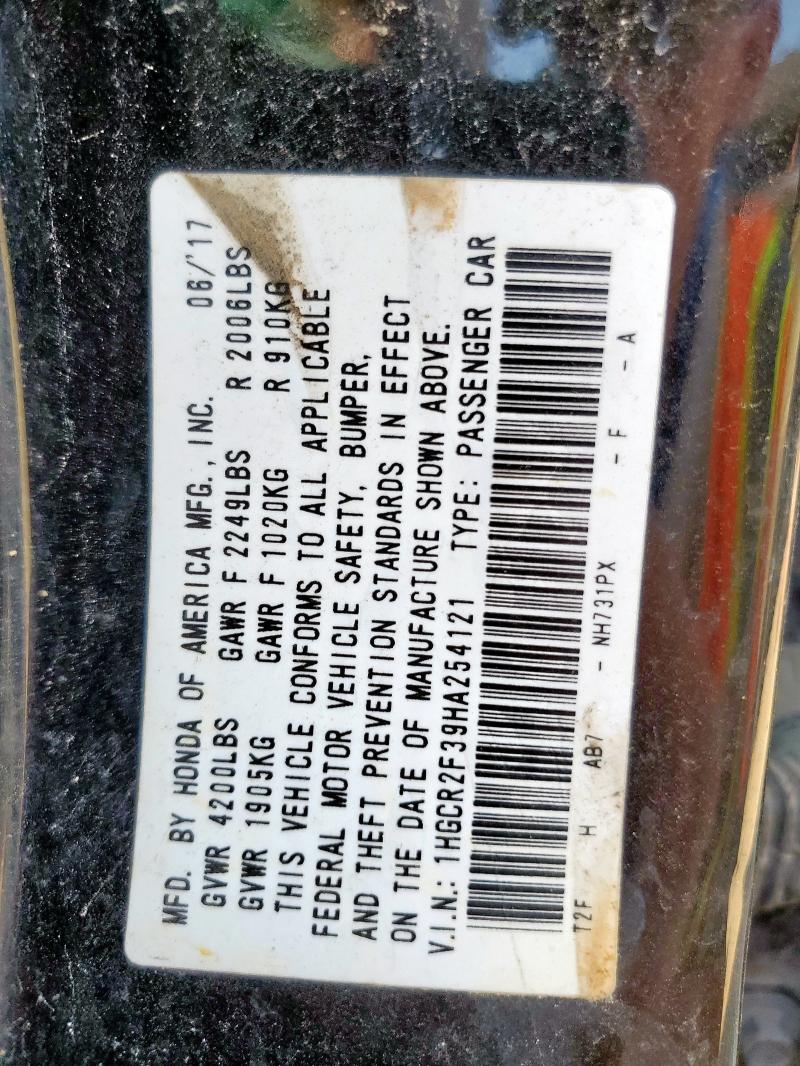 MFD. BY HONDA OF AMERICA MFG., INC. 06/'17
GVWR 4200LBS GAWR F 2249LBS R 2006LBS
GVWR 1905KG GAWR F 1020KG R 910KG
THIS VEHICLE CONFORMS TO ALL APPLICABLE
FEDERAL MOTOR VEHICLE SAFETY, BUMPER,
AND THEFT PREVENTION STANDARDS IN EFFECT
ON THE DATE OF MANUFACTURE SHOWN ABOVE.
V.I.N.: 1HGCR2F39HA254121 TYPE: PASSENGER CAR
T2F H AB7 - NH731PX - F - A